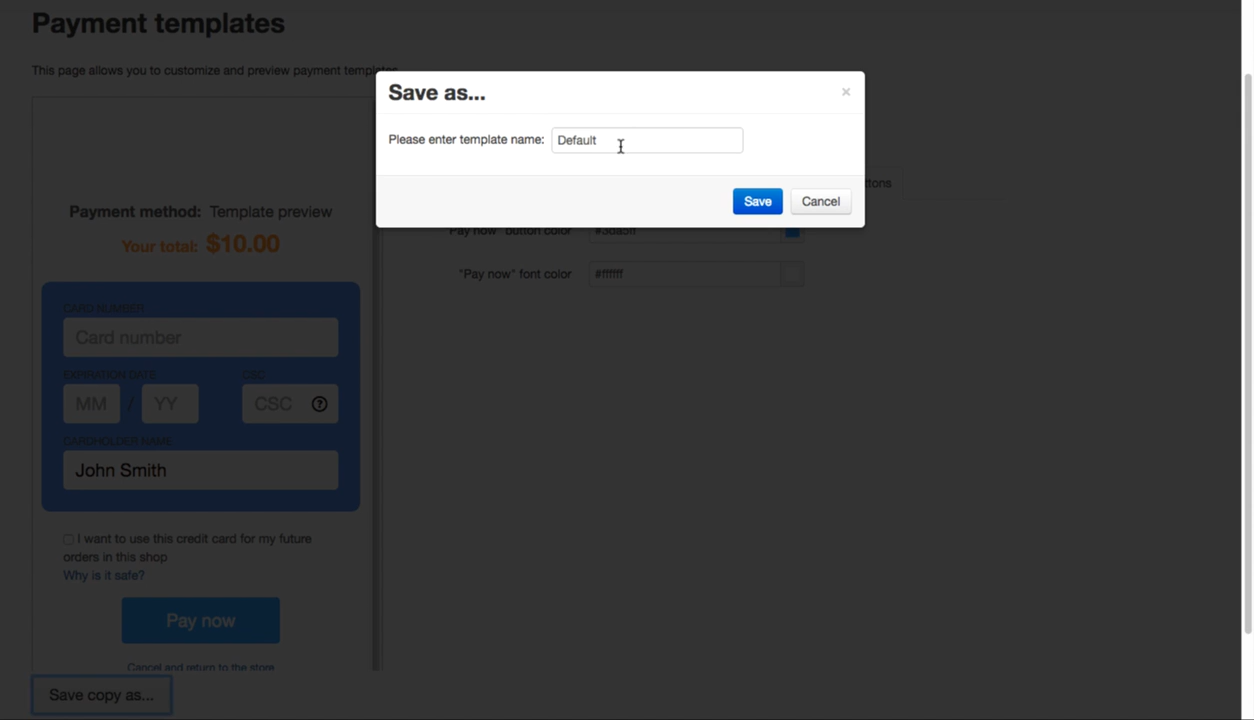 Payment templates
This page allows you to customize and preview payment templates
Save as...
×
Please enter template name: Default
Save Cancel
Payment method: Template preview
Your total: $10.00
CARD NUMBER
Card number
EXPIRATION DATE CSC
MM / YY CSC ?
CARDHOLDER NAME
John Smith
I want to use this credit card for my future
orders in this shop
Why is it safe?
Pay now
Cancel and return to the store
Save copy as...
"Pay now" button color
"Pay now" font color #ffffff